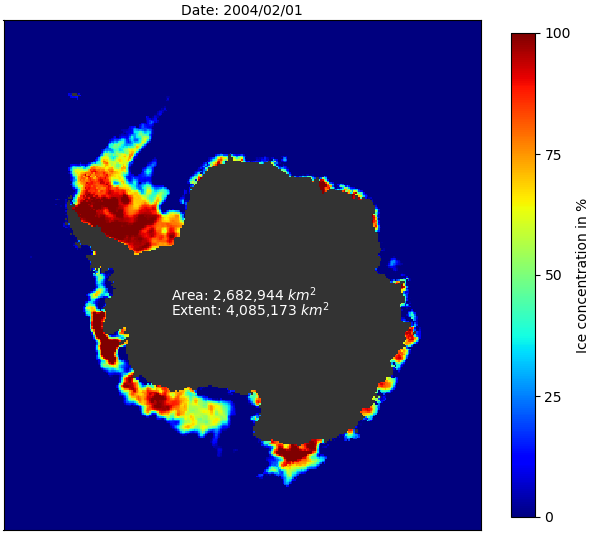 Date: 2004/02/01
Area: 2,682,944 km²
Extent: 4,085,173 km²
100
75
50
25
0
Ice concentration in %